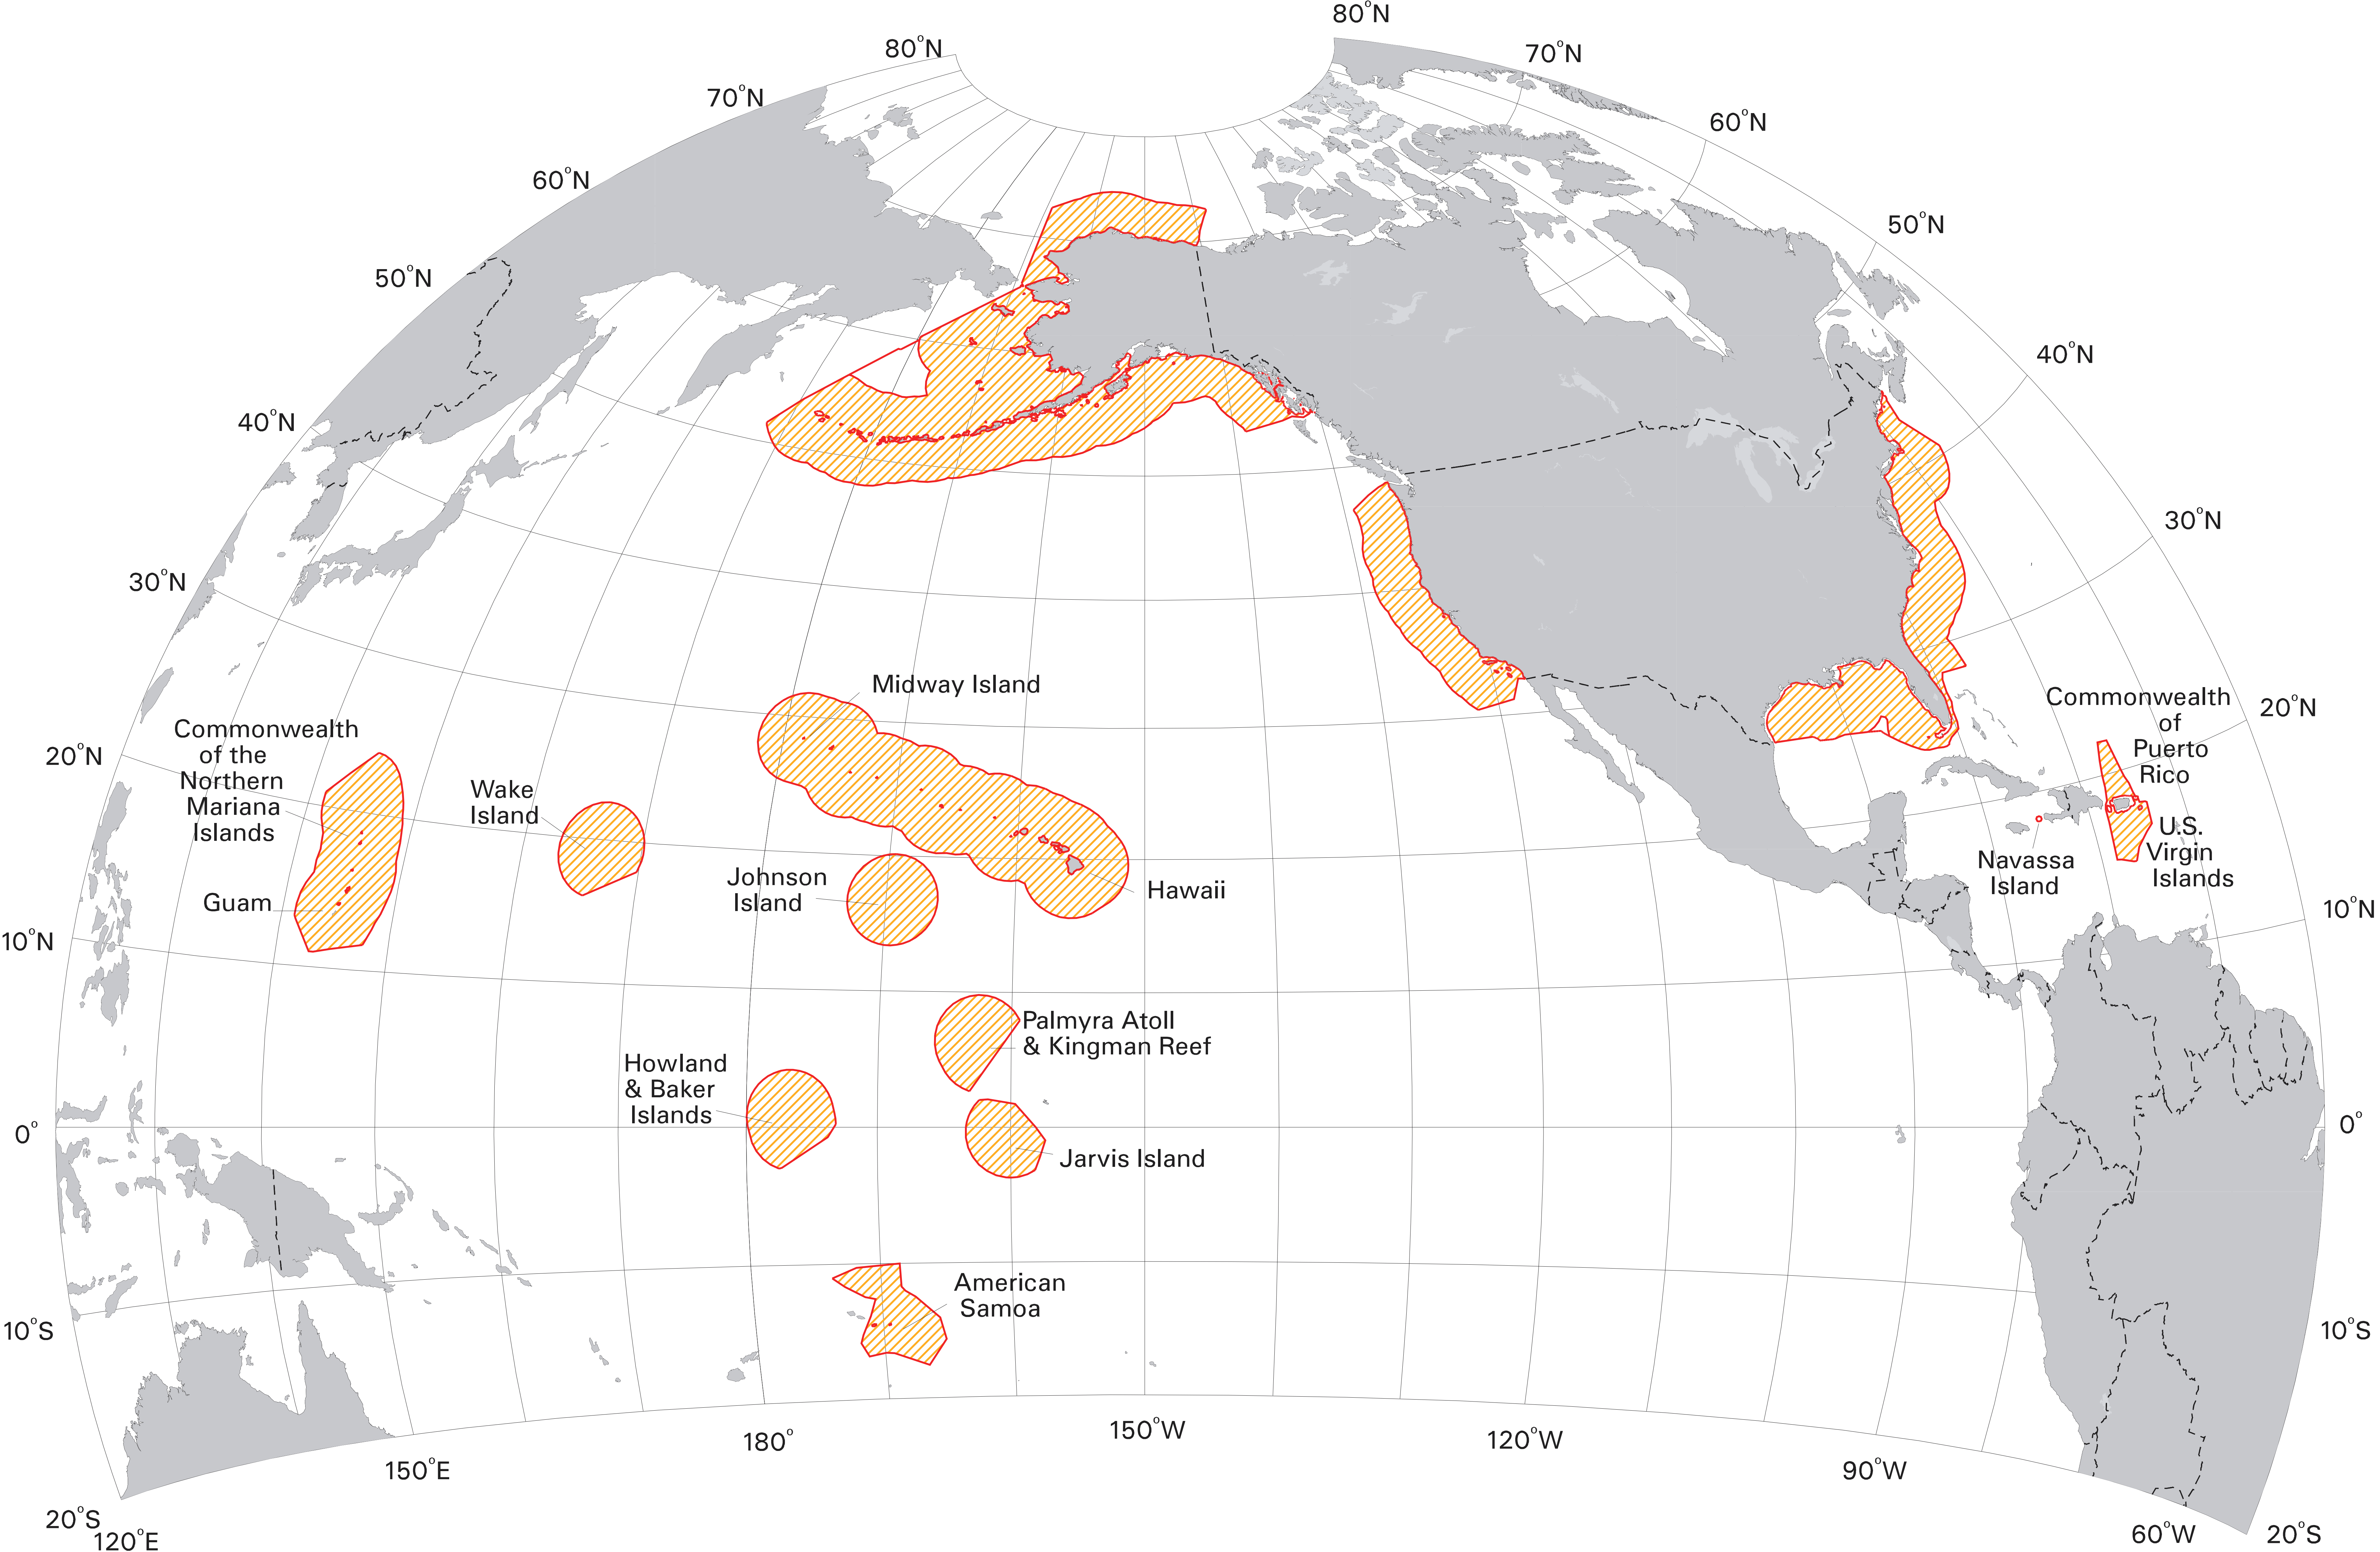 80°N
80°N
70°N
70°N
60°N
60°N
50°N
50°N
40°N
40°N
30°N
30°N
20°N
20°N
10°N
10°N
0°
0°
10°S
10°S
20°S
20°S
120°E
150°E
180°
150°W
120°W
90°W
60°W
Midway Island
Commonwealth
of the
Northern
Mariana
Islands
Guam
Wake
Island
Johnson
Island
Hawaii
Palmyra Atoll
& Kingman Reef
Howland
& Baker
Islands
Jarvis Island
American
Samoa
Commonwealth
of
Puerto
Rico
U.S.
Virgin
Islands
Navassa
Island